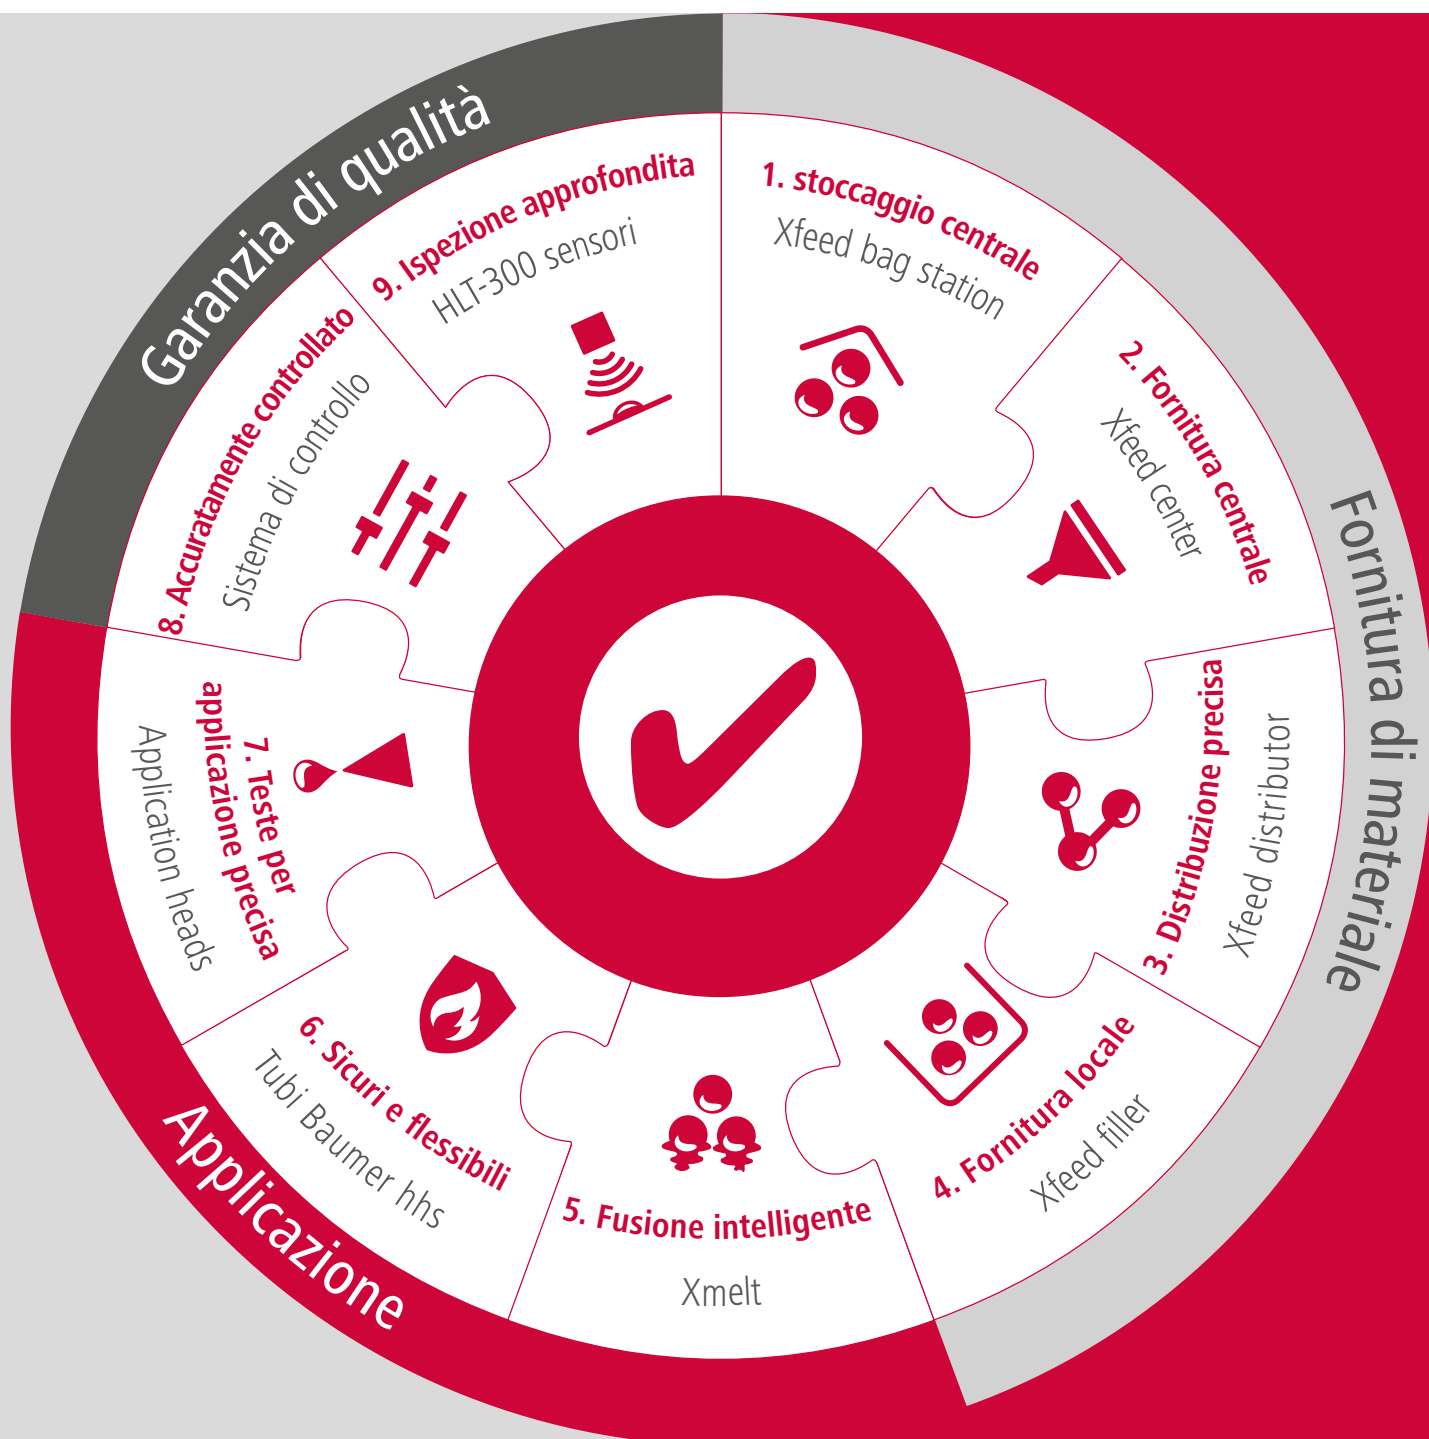 Fornitura di materiale
1. stoccaggio centrale
Xfeed bag station
2. Fornitura centrale
Xfeed center
3. Distribuzione precisa
Xfeed distributor
4. Fornitura locale
Xfeed filler
Applicazione
5. Fusione intelligente
Xmelt
6. Sicuri e flessibili
Tubi Baumer hhs
7. Teste per
applicazione precisa
Application heads
Garanzia di qualità
8. Accuratamente controllato
Sistema di controllo
9. Ispezione approfondita
HLT-300 sensori